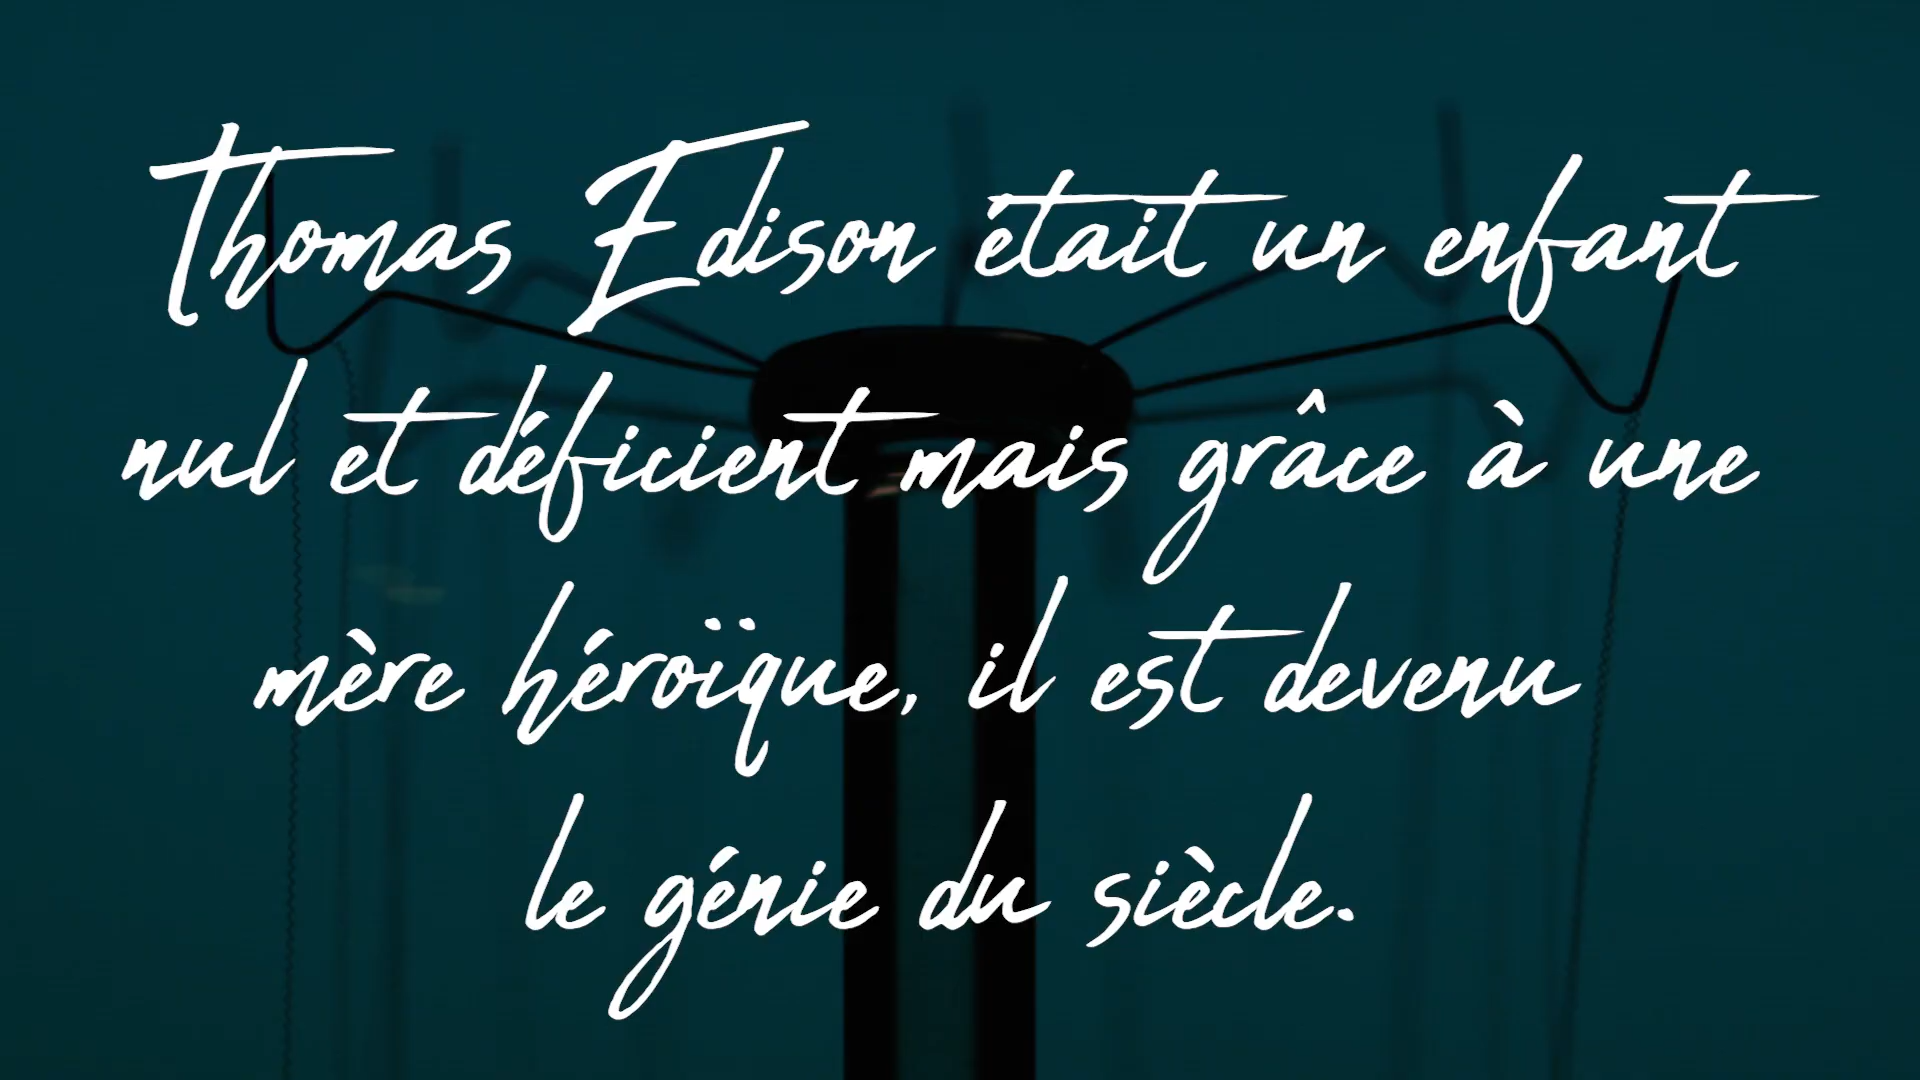 Thomas Edison était un enfant
nul et déficient mais grâce à une
mère héroïque, il est devenu
le génie du siècle.